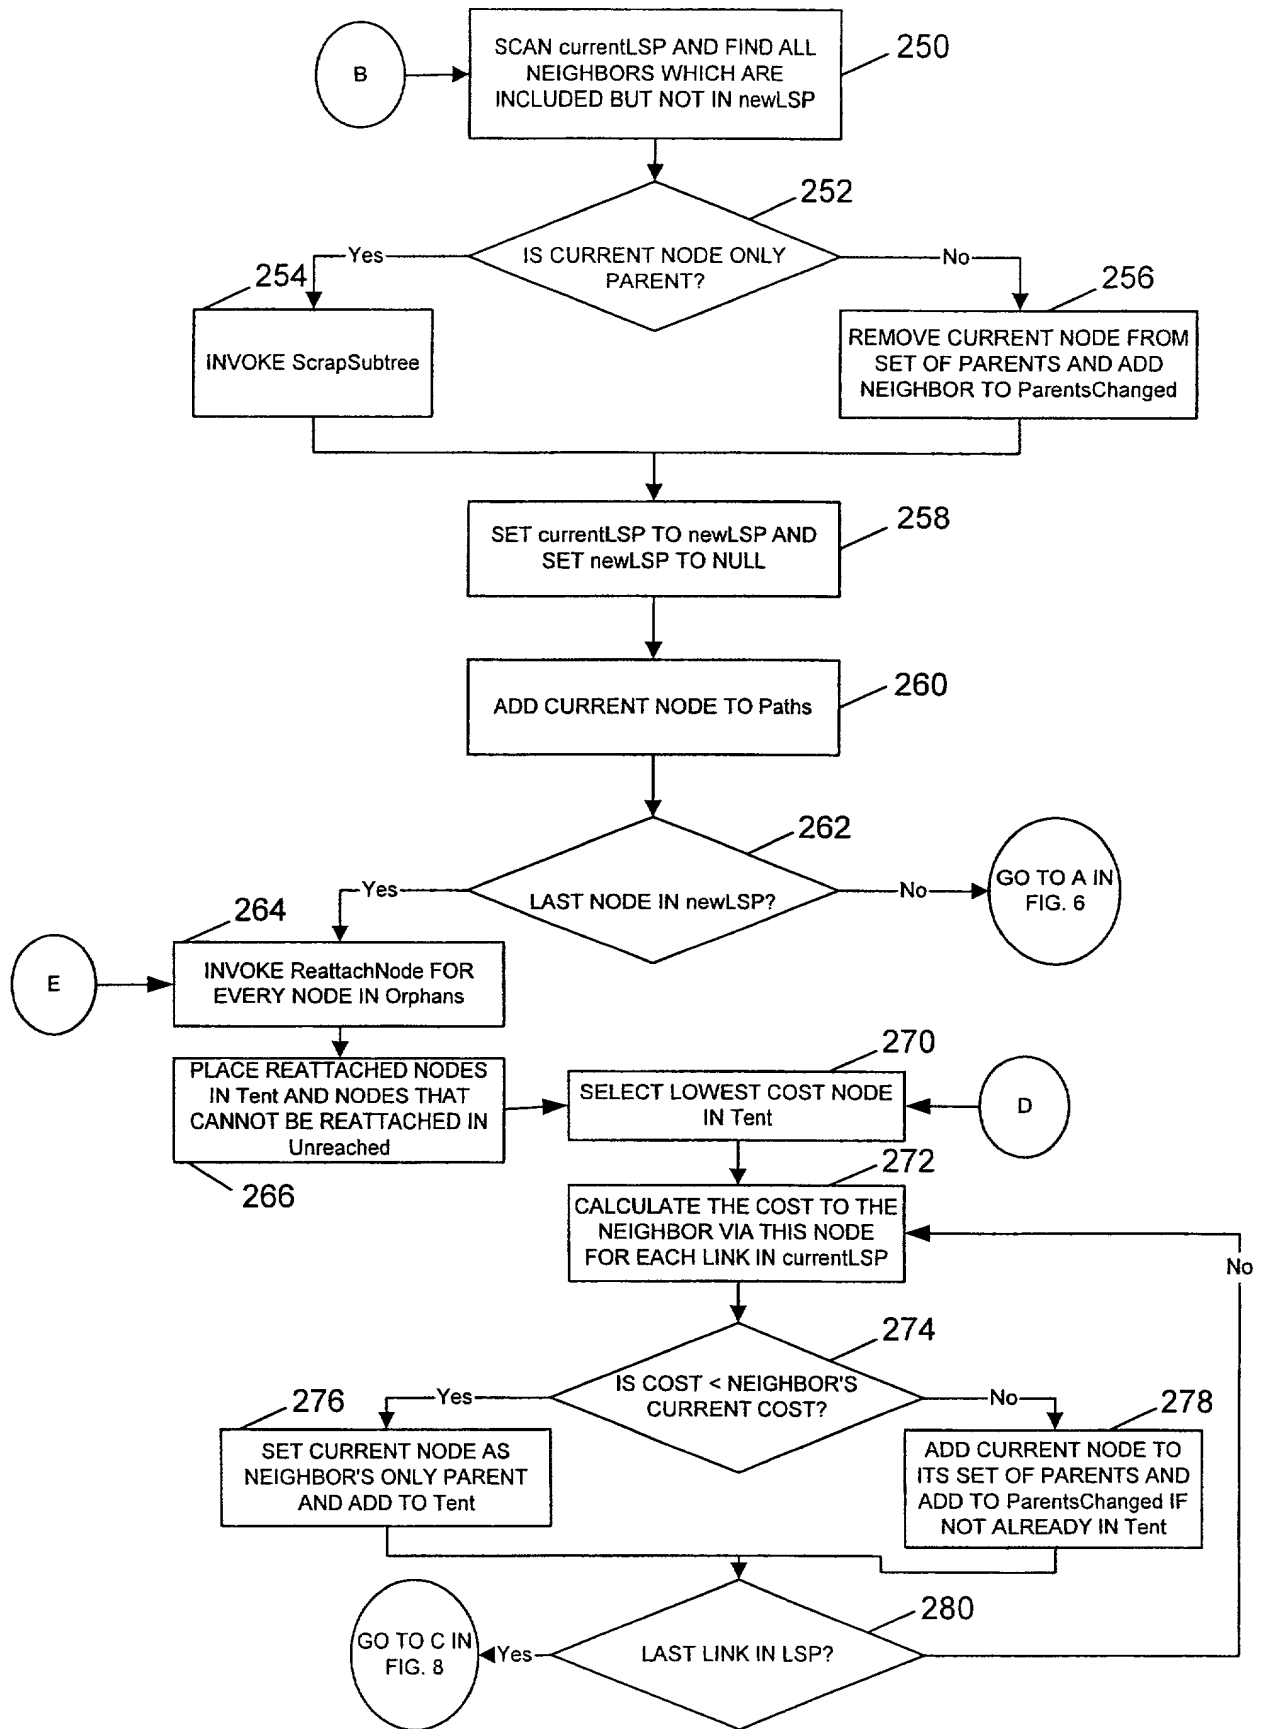 B
SCAN currentLSP AND FIND ALL
NEIGHBORS WHICH ARE
INCLUDED BUT NOT IN newLSP
250
252
IS CURRENT NODE ONLY
PARENT?
Yes
No
254
INVOKE ScrapSubtree
256
REMOVE CURRENT NODE FROM
SET OF PARENTS AND ADD
NEIGHBOR TO ParentsChanged
SET currentLSP TO newLSP AND
SET newLSP TO NULL
258
ADD CURRENT NODE TO Paths
260
262
LAST NODE IN newLSP?
Yes
No
GO TO A IN
FIG. 6
264
E
INVOKE ReattachNode FOR
EVERY NODE IN Orphans
PLACE REATTACHED NODES
IN Tent AND NODES THAT
CANNOT BE REATTACHED IN
Unreached
266
270
SELECT LOWEST COST NODE
IN Tent
D
272
CALCULATE THE COST TO THE
NEIGHBOR VIA THIS NODE
FOR EACH LINK IN currentLSP
No
274
IS COST < NEIGHBOR'S
CURRENT COST?
Yes
No
276
SET CURRENT NODE AS
NEIGHBOR'S ONLY PARENT
AND ADD TO Tent
278
ADD CURRENT NODE TO
ITS SET OF PARENTS AND
ADD TO ParentsChanged IF
NOT ALREADY IN Tent
280
LAST LINK IN LSP?
Yes
GO TO C IN
FIG. 8